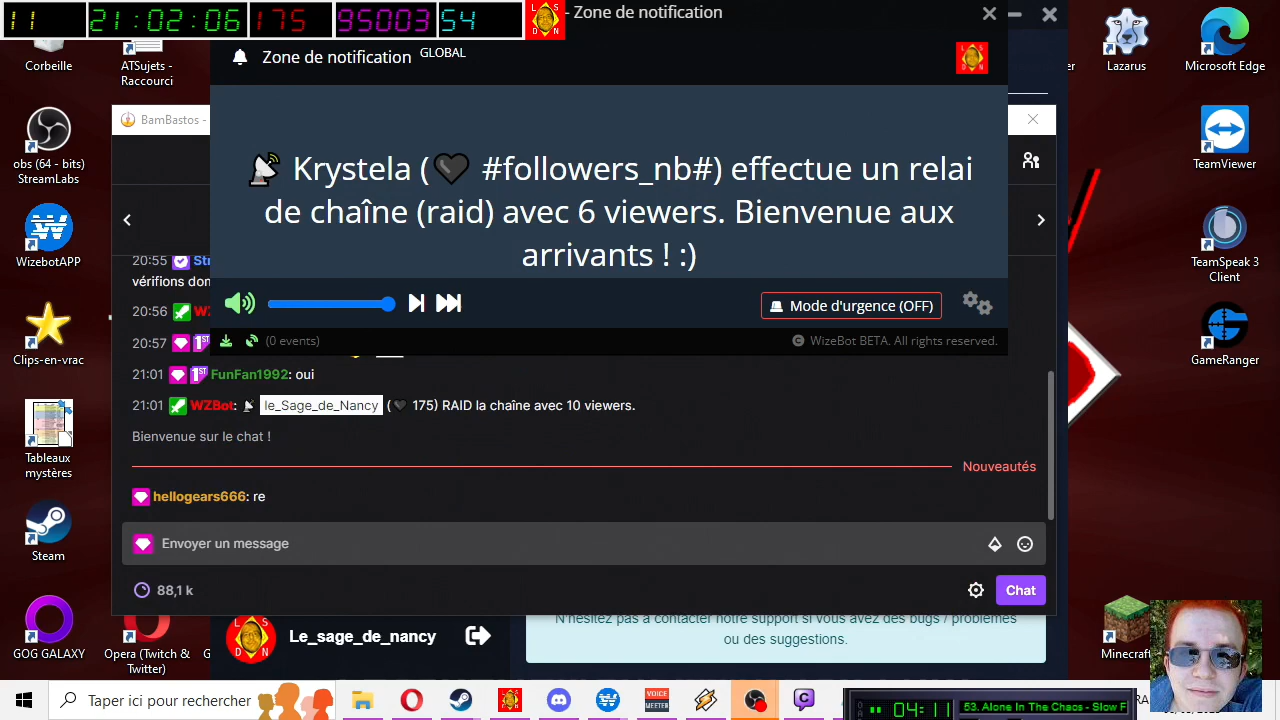 11 21:02:06 175 95003 54
L S D N
- Zone de notification
Zone de notification GLOBAL
Krystela (🖤 #followers_nb#) effectue un relai
de chaîne (raid) avec 6 viewers. Bienvenue aux
arrivants ! :)
Mode d'urgence (OFF)
(0 events)
© WizeBot BETA. All rights reserved.
BamBastos -
20:55 Str
vérifions don
20:56 WZ
20:57 1ST
21:01 1ST FunFan1992: oui
21:01 WZBot: le_Sage_de_Nancy (🖤 175) RAID la chaîne avec 10 viewers.
Bienvenue sur le chat !
Nouveautés
hellogears666: re
Envoyer un message
88,1 k
Chat
Le_sage_de_nancy
N'hésitez pas à contacter notre support si vous avez des bugs / problèmes
ou des suggestions.
Corbeille
ATSujets -
Raccourci
obs (64 - bits)
StreamLabs
WizebotAPP
Clips-en-vrac
Tableaux
mystères
Steam
GOG GALAXY
Opera (Twitch &
Twitter)
Lazarus
Microsoft Edge
TeamViewer
TeamSpeak 3
Client
GameRanger
Minecraft
Taper ici pour rechercher
VOICE
MEETER
04:11
53. Alone In The Chaos - Slow F